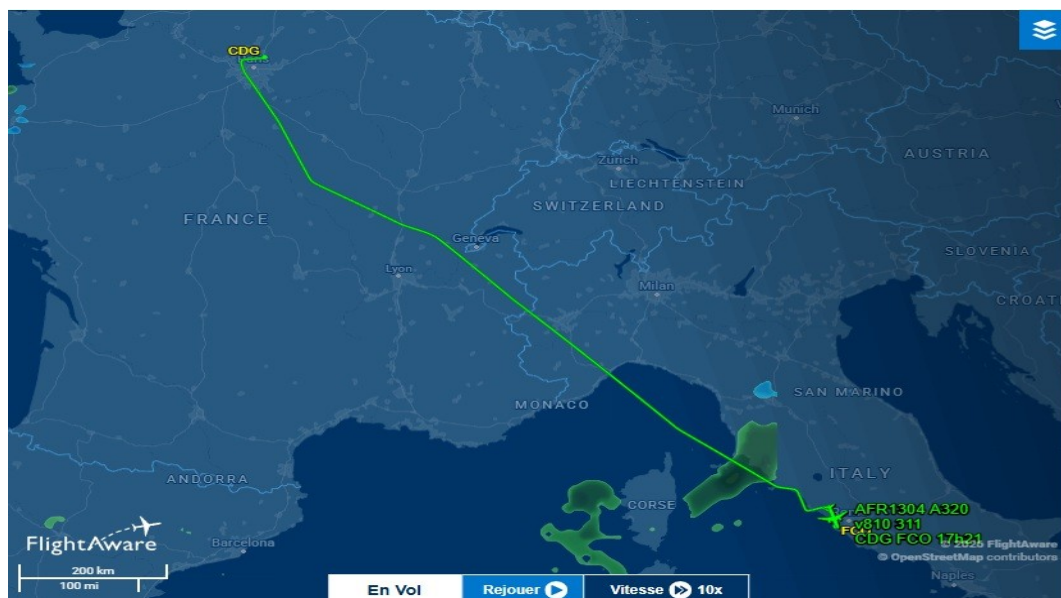 CDG
Munich
AUSTRIA
Zürich
LIECHTENSTEIN
SWITZERLAND
FRANCE
Geneva
SLOVENIA
Lyon
Milan
CROAT
MONACO
SAN MARINO
ANDORRA
ITALY
CORSE
AFR1304 A320
v810 311
CDG FCO 17h21
FCO
FlightAware
Barcelona
© 2025 FlightAware
© OpenStreetMap contributors
200 km
100 mi
Naples
En Vol
Rejouer
Vitesse 10x